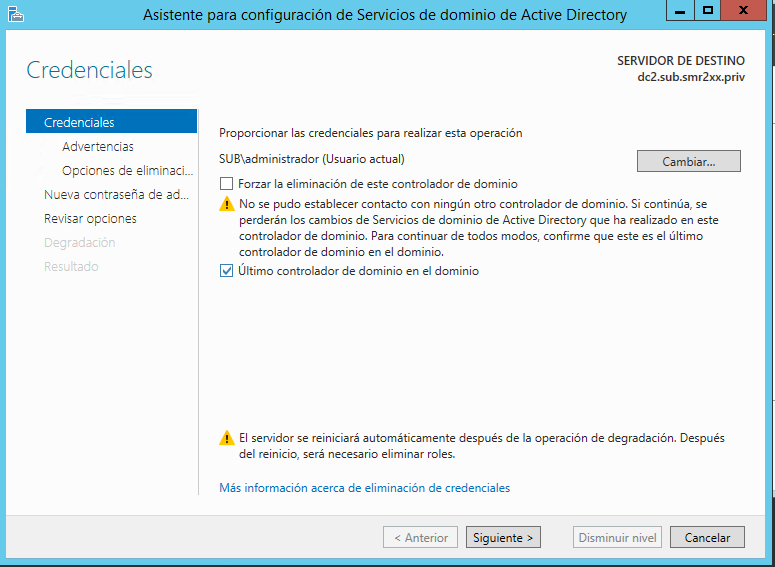 Asistente para configuración de Servicios de dominio de Active Directory
Credenciales
SERVIDOR DE DESTINO
dc2.sub.smr2xx.priv
Credenciales
Advertencias
Opciones de eliminaci...
Nueva contraseña de ad...
Revisar opciones
Degradación
Resultado
Proporcionar las credenciales para realizar esta operación
SUB\administrador (Usuario actual)
Cambiar...
Forzar la eliminación de este controlador de dominio
No se pudo establecer contacto con ningún otro controlador de dominio. Si continúa, se
perderán los cambios de Servicios de dominio de Active Directory que ha realizado en este
controlador de dominio. Para continuar de todos modos, confirme que este es el último
controlador de dominio en el dominio.
Último controlador de dominio en el dominio
El servidor se reiniciará automáticamente después de la operación de degradación. Después
del reinicio, será necesario eliminar roles.
Más información acerca de eliminación de credenciales
< Anterior
Siguiente >
Disminuir nivel
Cancelar